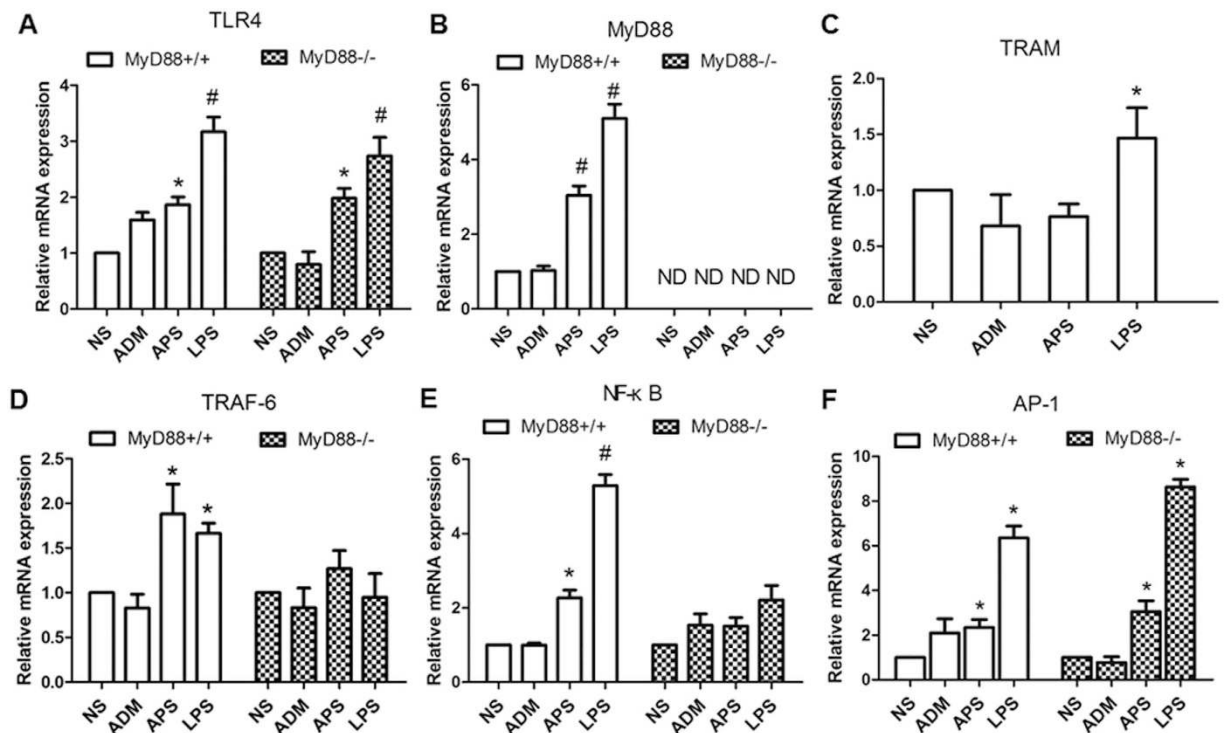 A
TLR4
MyD88+/+ MyD88-/-
Relative mRNA expression
4
3
2
1
0
* # * #
NS ADM APS LPS NS ADM APS LPS
B
MyD88
MyD88+/+ MyD88-/-
Relative mRNA expression
6
4
2
0
# #
ND ND ND ND
NS ADM APS LPS NS ADM APS LPS
C
TRAM
Relative mRNA expression
2.0
1.5
1.0
0.5
0.0
*
NS ADM APS LPS
D
TRAF-6
MyD88+/+ MyD88-/-
Relative mRNA expression
2.5
2.0
1.5
1.0
0.5
0.0
* *
NS ADM APS LPS NS ADM APS LPS
E
NF-κ B
MyD88+/+ MyD88-/-
Relative mRNA expression
6
4
2
0
* #
NS ADM APS LPS NS ADM APS LPS
F
AP-1
MyD88+/+ MyD88-/-
Relative mRNA expression
10
8
6
4
2
0
* * * *
NS ADM APS LPS NS ADM APS LPS